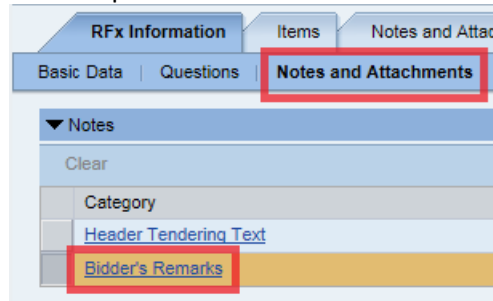 RFx Information Items Notes and Attac
Basic Data | Questions | Notes and Attachments
Notes
Clear
Category
Header Tendering Text
Bidder's Remarks